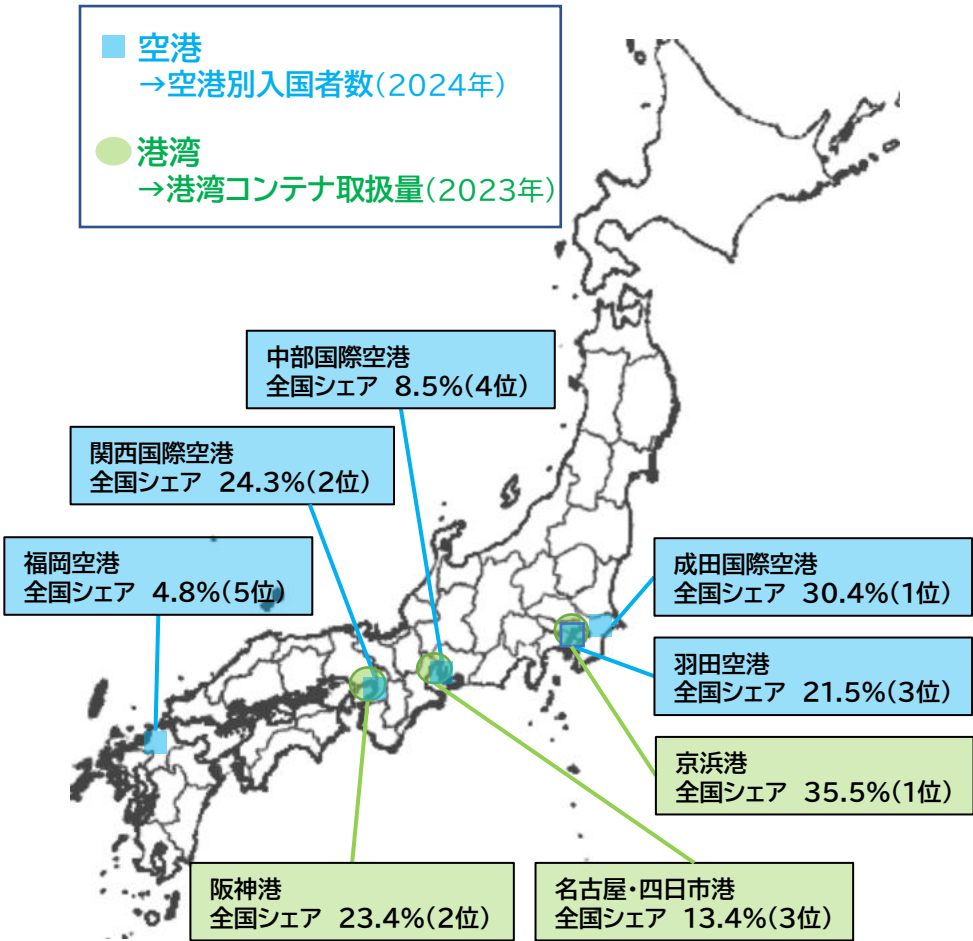 空港
→空港別入国者数(2024年)
港湾
→港湾コンテナ取扱量(2023年)
中部国際空港
全国シェア 8.5%(4位)
関西国際空港
全国シェア 24.3%(2位)
福岡空港
全国シェア 4.8%(5位)
成田国際空港
全国シェア 30.4%(1位)
羽田空港
全国シェア 21.5%(3位)
京浜港
全国シェア 35.5%(1位)
阪神港
全国シェア 23.4%(2位)
名古屋・四日市港
全国シェア 13.4%(3位)